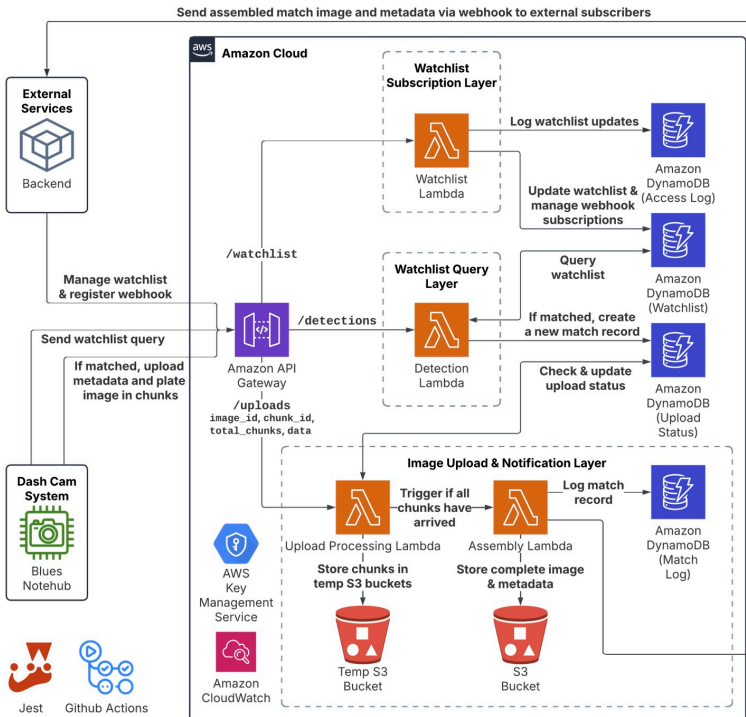 Send assembled match image and metadata via webhook to external subscribers
aws
Amazon Cloud
External
Services
Backend
Watchlist
Subscription Layer
Watchlist
Lambda
Log watchlist updates
Amazon
DynamoDB
(Access Log)
Update watchlist &
manage webhook
subscriptions
/watchlist
Manage watchlist
& register webhook
Watchlist Query
Layer
Query
watchlist
Amazon
DynamoDB
(Watchlist)
Send watchlist query
/detections
If matched, create
a new match record
If matched, upload
metadata and plate
image in chunks
Amazon API
Gateway
Detection
Lambda
Check & update
upload status
Amazon
DynamoDB
(Upload
Status)
/uploads
image_id, chunk_id,
total_chunks, data
Image Upload & Notification Layer
Dash Cam
System
Blues
Notehub
Trigger if all
chunks have
arrived
Log match
record
Amazon
DynamoDB
(Match
Log)
Upload Processing Lambda
Assembly Lambda
AWS
Key
Management
Service
Store chunks in
temp S3 buckets
Store complete image
& metadata
Temp S3
Bucket
S3
Bucket
Amazon
CloudWatch
Jest
Github Actions